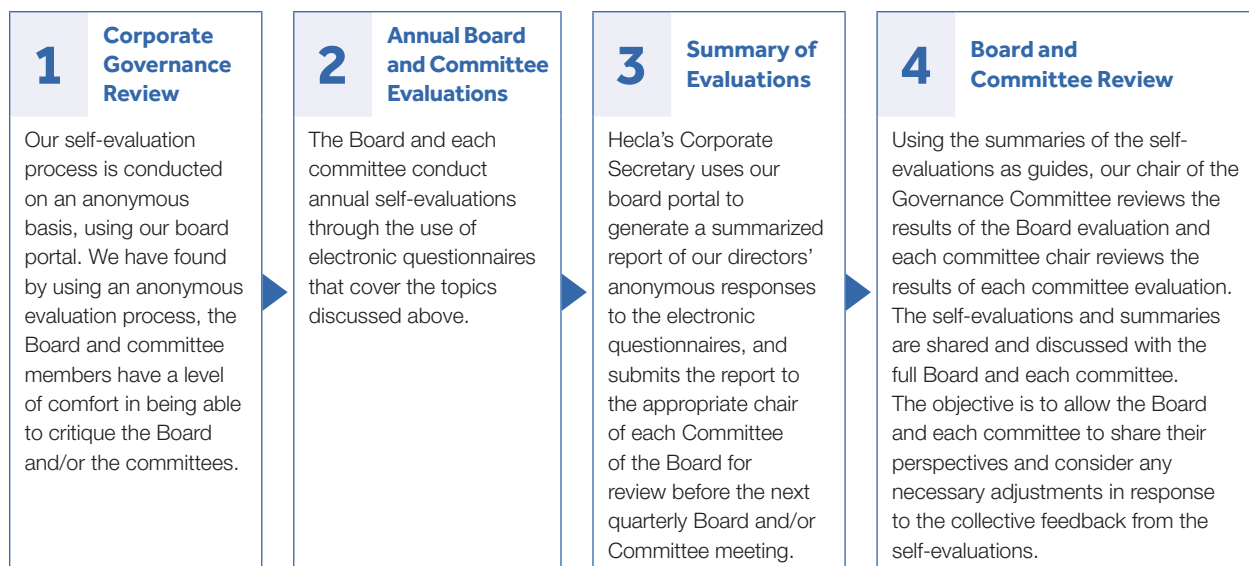 1
Corporate
Governance
Review
Our self-evaluation
process is conducted
on an anonymous
basis, using our board
portal. We have found
by using an anonymous
evaluation process, the
Board and committee
members have a level
of comfort in being able
to critique the Board
and/or the committees.
2
Annual Board
and Committee
Evaluations
The Board and each
committee conduct
annual self-evaluations
through the use of
electronic questionnaires
that cover the topics
discussed above.
3
Summary of
Evaluations
Hecla’s Corporate
Secretary uses our
board portal to
generate a summarized
report of our directors’
anonymous responses
to the electronic
questionnaires, and
submits the report to
the appropriate chair
of each Committee
of the Board for
review before the next
quarterly Board and/or
Committee meeting.
4
Board and
Committee Review
Using the summaries of the self-
evaluations as guides, our chair of the
Governance Committee reviews the
results of the Board evaluation and
each committee chair reviews the
results of each committee evaluation.
The self-evaluations and summaries
are shared and discussed with the
full Board and each committee.
The objective is to allow the Board
and each committee to share their
perspectives and consider any
necessary adjustments in response
to the collective feedback from the
self-evaluations.